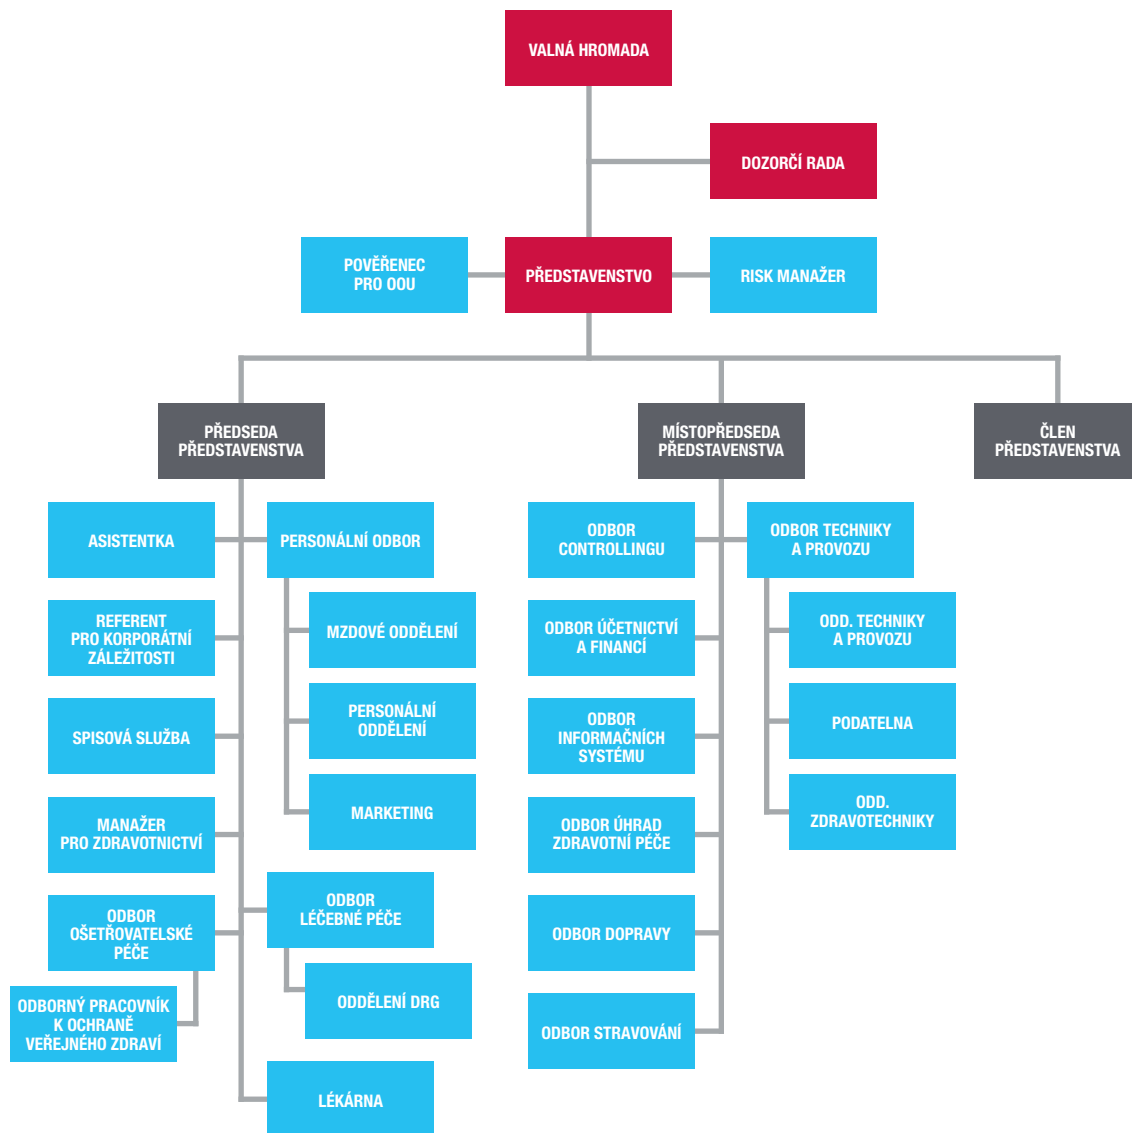 VALNÁ HROMADA
DOZORČÍ RADA
POVĚŘENEC
PRO OOU
PŘEDSTAVENSTVO
RISK MANAŽER
PŘEDSEDA
PŘEDSTAVENSTVA
MÍSTOPŘEDSEDA
PŘEDSTAVENSTVA
ČLEN
PŘEDSTAVENSTVA
ASISTENTKA
PERSONÁLNÍ ODBOR
REFERENT
PRO KORPORÁTNÍ
ZÁLEŽITOSTI
MZDOVÉ ODDĚLENÍ
SPISOVÁ SLUŽBA
PERSONÁLNÍ
ODDĚLENÍ
MANAŽER
PRO ZDRAVOTNICTVÍ
MARKETING
ODBOR
OŠETŘOVATELSKÉ
PÉČE
ODBOR
LÉČEBNÉ PÉČE
ODBORNÝ PRACOVNÍK
K OCHRANĚ
VEŘEJNÉHO ZDRAVÍ
ODDĚLENÍ DRG
LÉKÁRNA
ODBOR
CONTROLLINGU
ODBOR TECHNIKY
A PROVOZU
ODBOR ÚČETNICTVÍ
A FINANCÍ
ODD. TECHNIKY
A PROVOZU
ODBOR
INFORMAČNÍCH
SYSTÉMU
PODATELNA
ODBOR ÚHRAD
ZDRAVOTNÍ PÉČE
ODD.
ZDRAVOTECHNIKY
ODBOR DOPRAVY
ODBOR STRAVOVÁNÍ